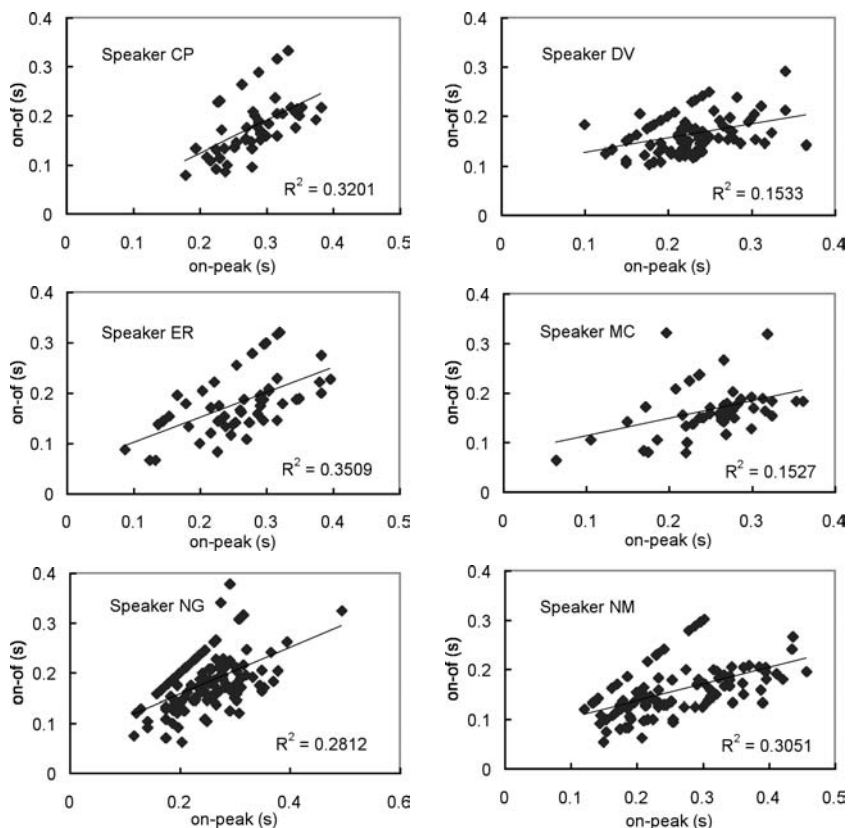 0.4
0.3
0.2
0.1
0
on-of (s)
Speaker CP
R² = 0.3201
0 0.1 0.2 0.3 0.4 0.5
on-peak (s)
0.4
0.3
0.2
0.1
0
on-of (s)
Speaker DV
R² = 0.1533
0 0.1 0.2 0.3 0.4
on-peak (s)
0.4
0.3
0.2
0.1
0
on-of (s)
Speaker ER
R² = 0.3509
0 0.1 0.2 0.3 0.4 0.5
on-peak (s)
0.4
0.3
0.2
0.1
0
on-of (s)
Speaker MC
R² = 0.1527
0 0.1 0.2 0.3 0.4
on-peak (s)
0.4
0.3
0.2
0.1
0
on-of (s)
Speaker NG
R² = 0.2812
0 0.2 0.4 0.6
on-peak (s)
0.4
0.3
0.2
0.1
0
on-of (s)
Speaker NM
R² = 0.3051
0 0.1 0.2 0.3 0.4 0.5
on-peak (s)